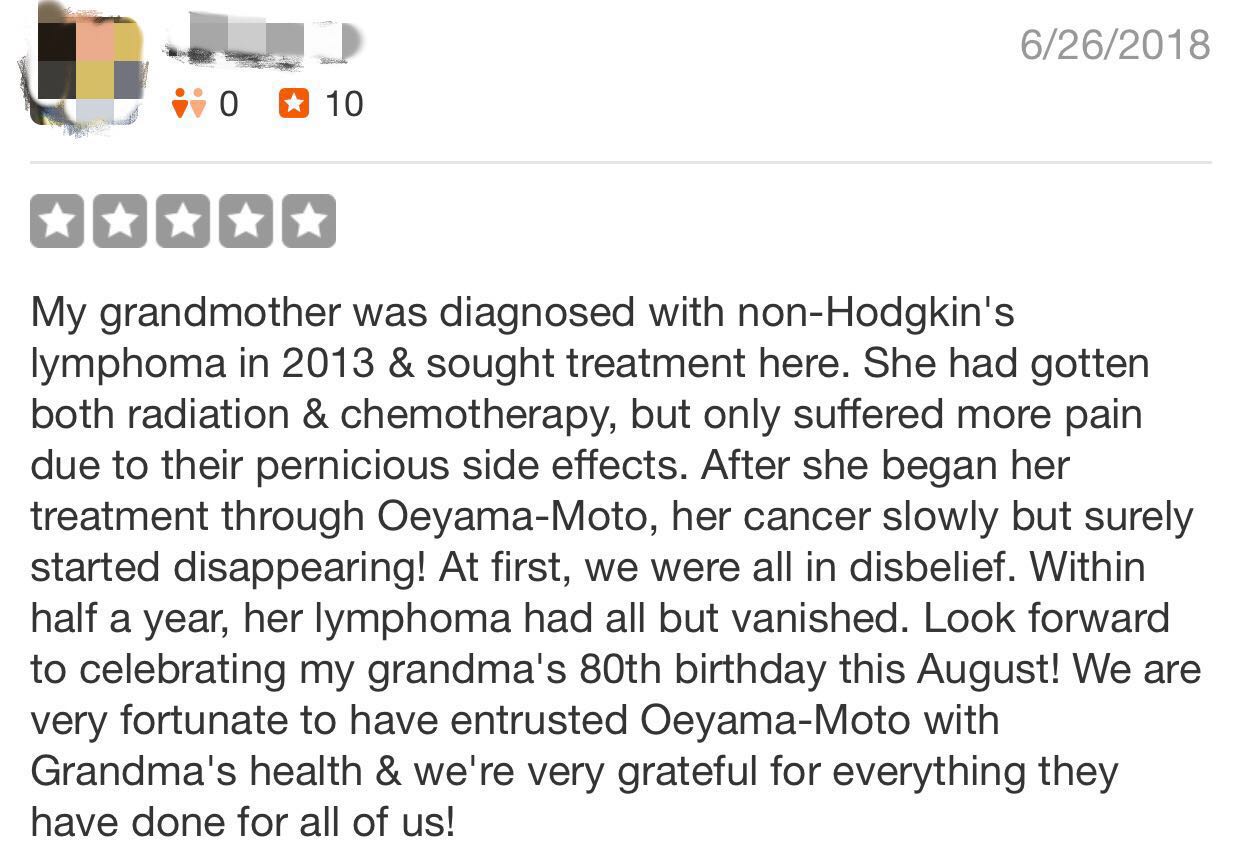 6/26/2018
0 10
My grandmother was diagnosed with non-Hodgkin's
lymphoma in 2013 & sought treatment here. She had gotten
both radiation & chemotherapy, but only suffered more pain
due to their pernicious side effects. After she began her
treatment through Oeyama-Moto, her cancer slowly but surely
started disappearing! At first, we were all in disbelief. Within
half a year, her lymphoma had all but vanished. Look forward
to celebrating my grandma's 80th birthday this August! We are
very fortunate to have entrusted Oeyama-Moto with
Grandma's health & we're very grateful for everything they
have done for all of us!